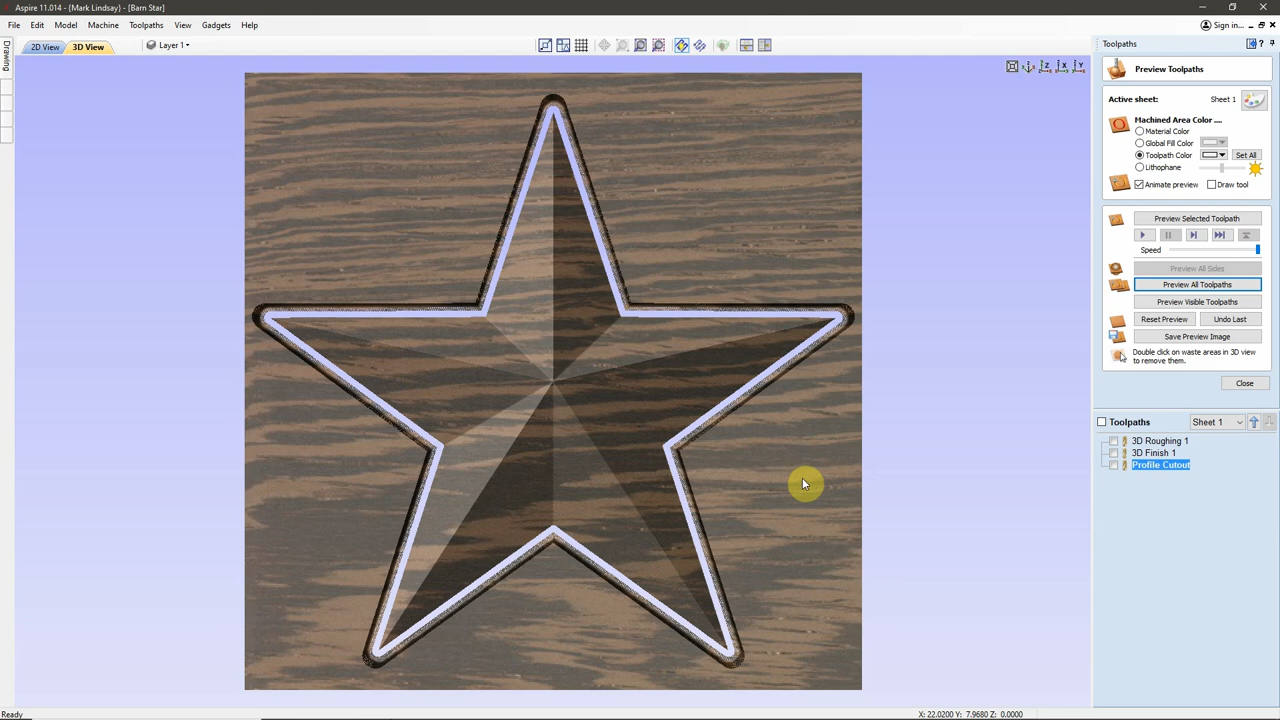 Aspire 11.014 - (Mark Lindsay) - [Barn Star]
File Edit Model Machine Toolpaths View Gadgets Help
Sign in...
2D View 3D View Layer 1
Drawing
Toolpaths
Preview Toolpaths
Active sheet: Sheet 1
Machined Area Color ....
Material Color
Global Fill Color
Toolpath Color Set All
Lithophane
Animate preview Draw tool
Preview Selected Toolpath
Speed
Preview All Sides
Preview All Toolpaths
Preview Visible Toolpaths
Reset Preview Undo Last
Save Preview Image
Double click on waste areas in 3D view
to remove them.
Close
Toolpaths Sheet 1
3D Roughing 1
3D Finish 1
Profile Cutout
Ready X: 22.0200 Y: 7.9680 Z: 0.0000